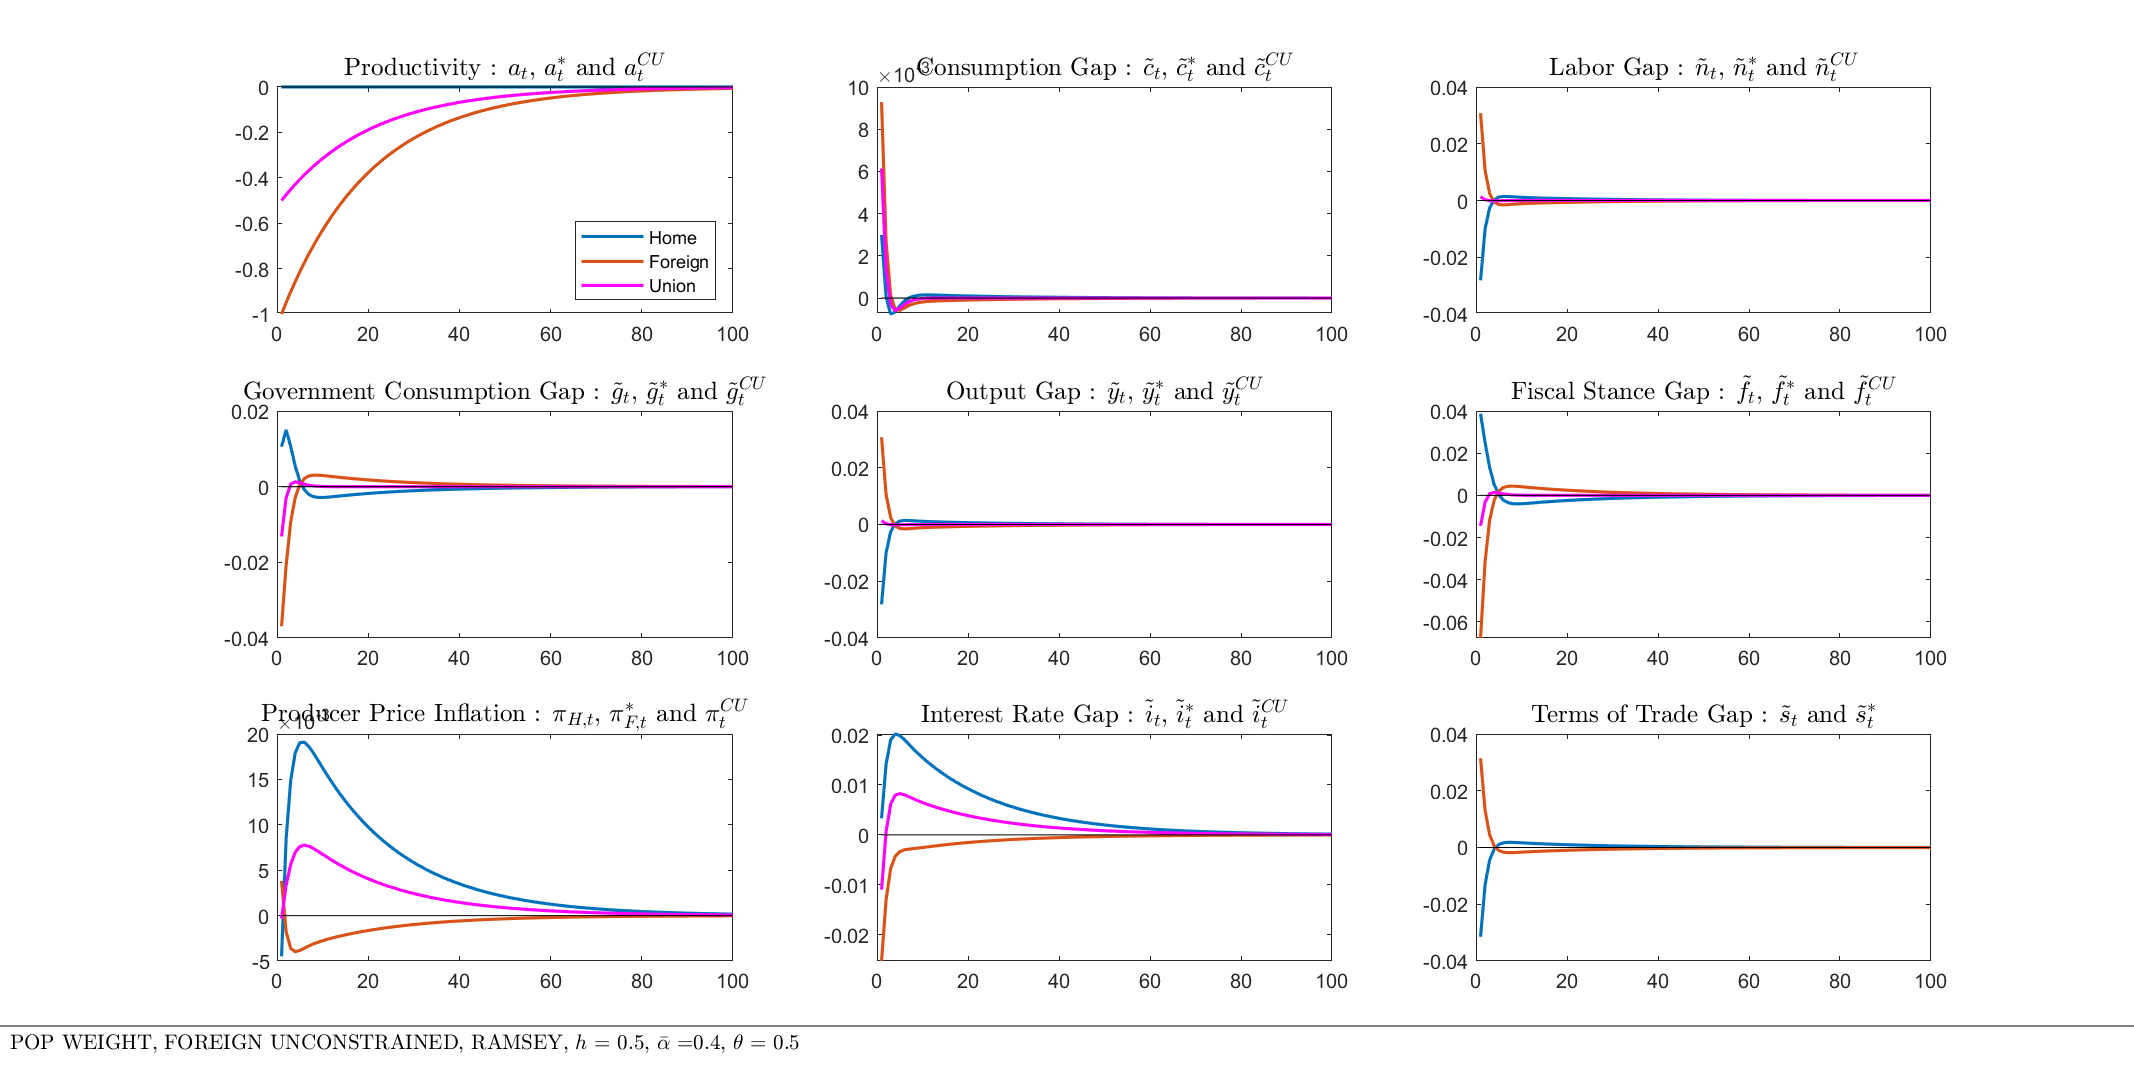 Productivity : a_t, a_t^* and a_t^{CU}
0
-0.2
-0.4
-0.6
-0.8
-1
0 20 40 60 80 100
Home
Foreign
Union
Consumption Gap : c̃_t, c̃_t^* and c̃_t^{CU}
×10^{-3}
10
8
6
4
2
0
0 20 40 60 80 100
Labor Gap : ñ_t, ñ_t^* and ñ_t^{CU}
0.04
0.02
0
-0.02
-0.04
0 20 40 60 80 100
Government Consumption Gap : g̃_t, g̃_t^* and g̃_t^{CU}
0.02
0
-0.02
-0.04
0 20 40 60 80 100
Output Gap : ỹ_t, ỹ_t^* and ỹ_t^{CU}
0.04
0.02
0
-0.02
-0.04
0 20 40 60 80 100
Fiscal Stance Gap : f̃_t, f̃_t^* and f̃_t^{CU}
0.04
0.02
0
-0.02
-0.04
-0.06
0 20 40 60 80 100
Producer Price Inflation : π_{H,t}, π_{F,t}^* and π_t^{CU}
×10^{-3}
20
15
10
5
0
-5
0 20 40 60 80 100
Interest Rate Gap : ĩ_t, ĩ_t^* and ĩ_t^{CU}
0.02
0.01
0
-0.01
-0.02
0 20 40 60 80 100
Terms of Trade Gap : s̃_t and s̃_t^*
0.04
0.02
0
-0.02
-0.04
0 20 40 60 80 100
POP WEIGHT, FOREIGN UNCONSTRAINED, RAMSEY, h = 0.5, ᾱ =0.4, θ = 0.5